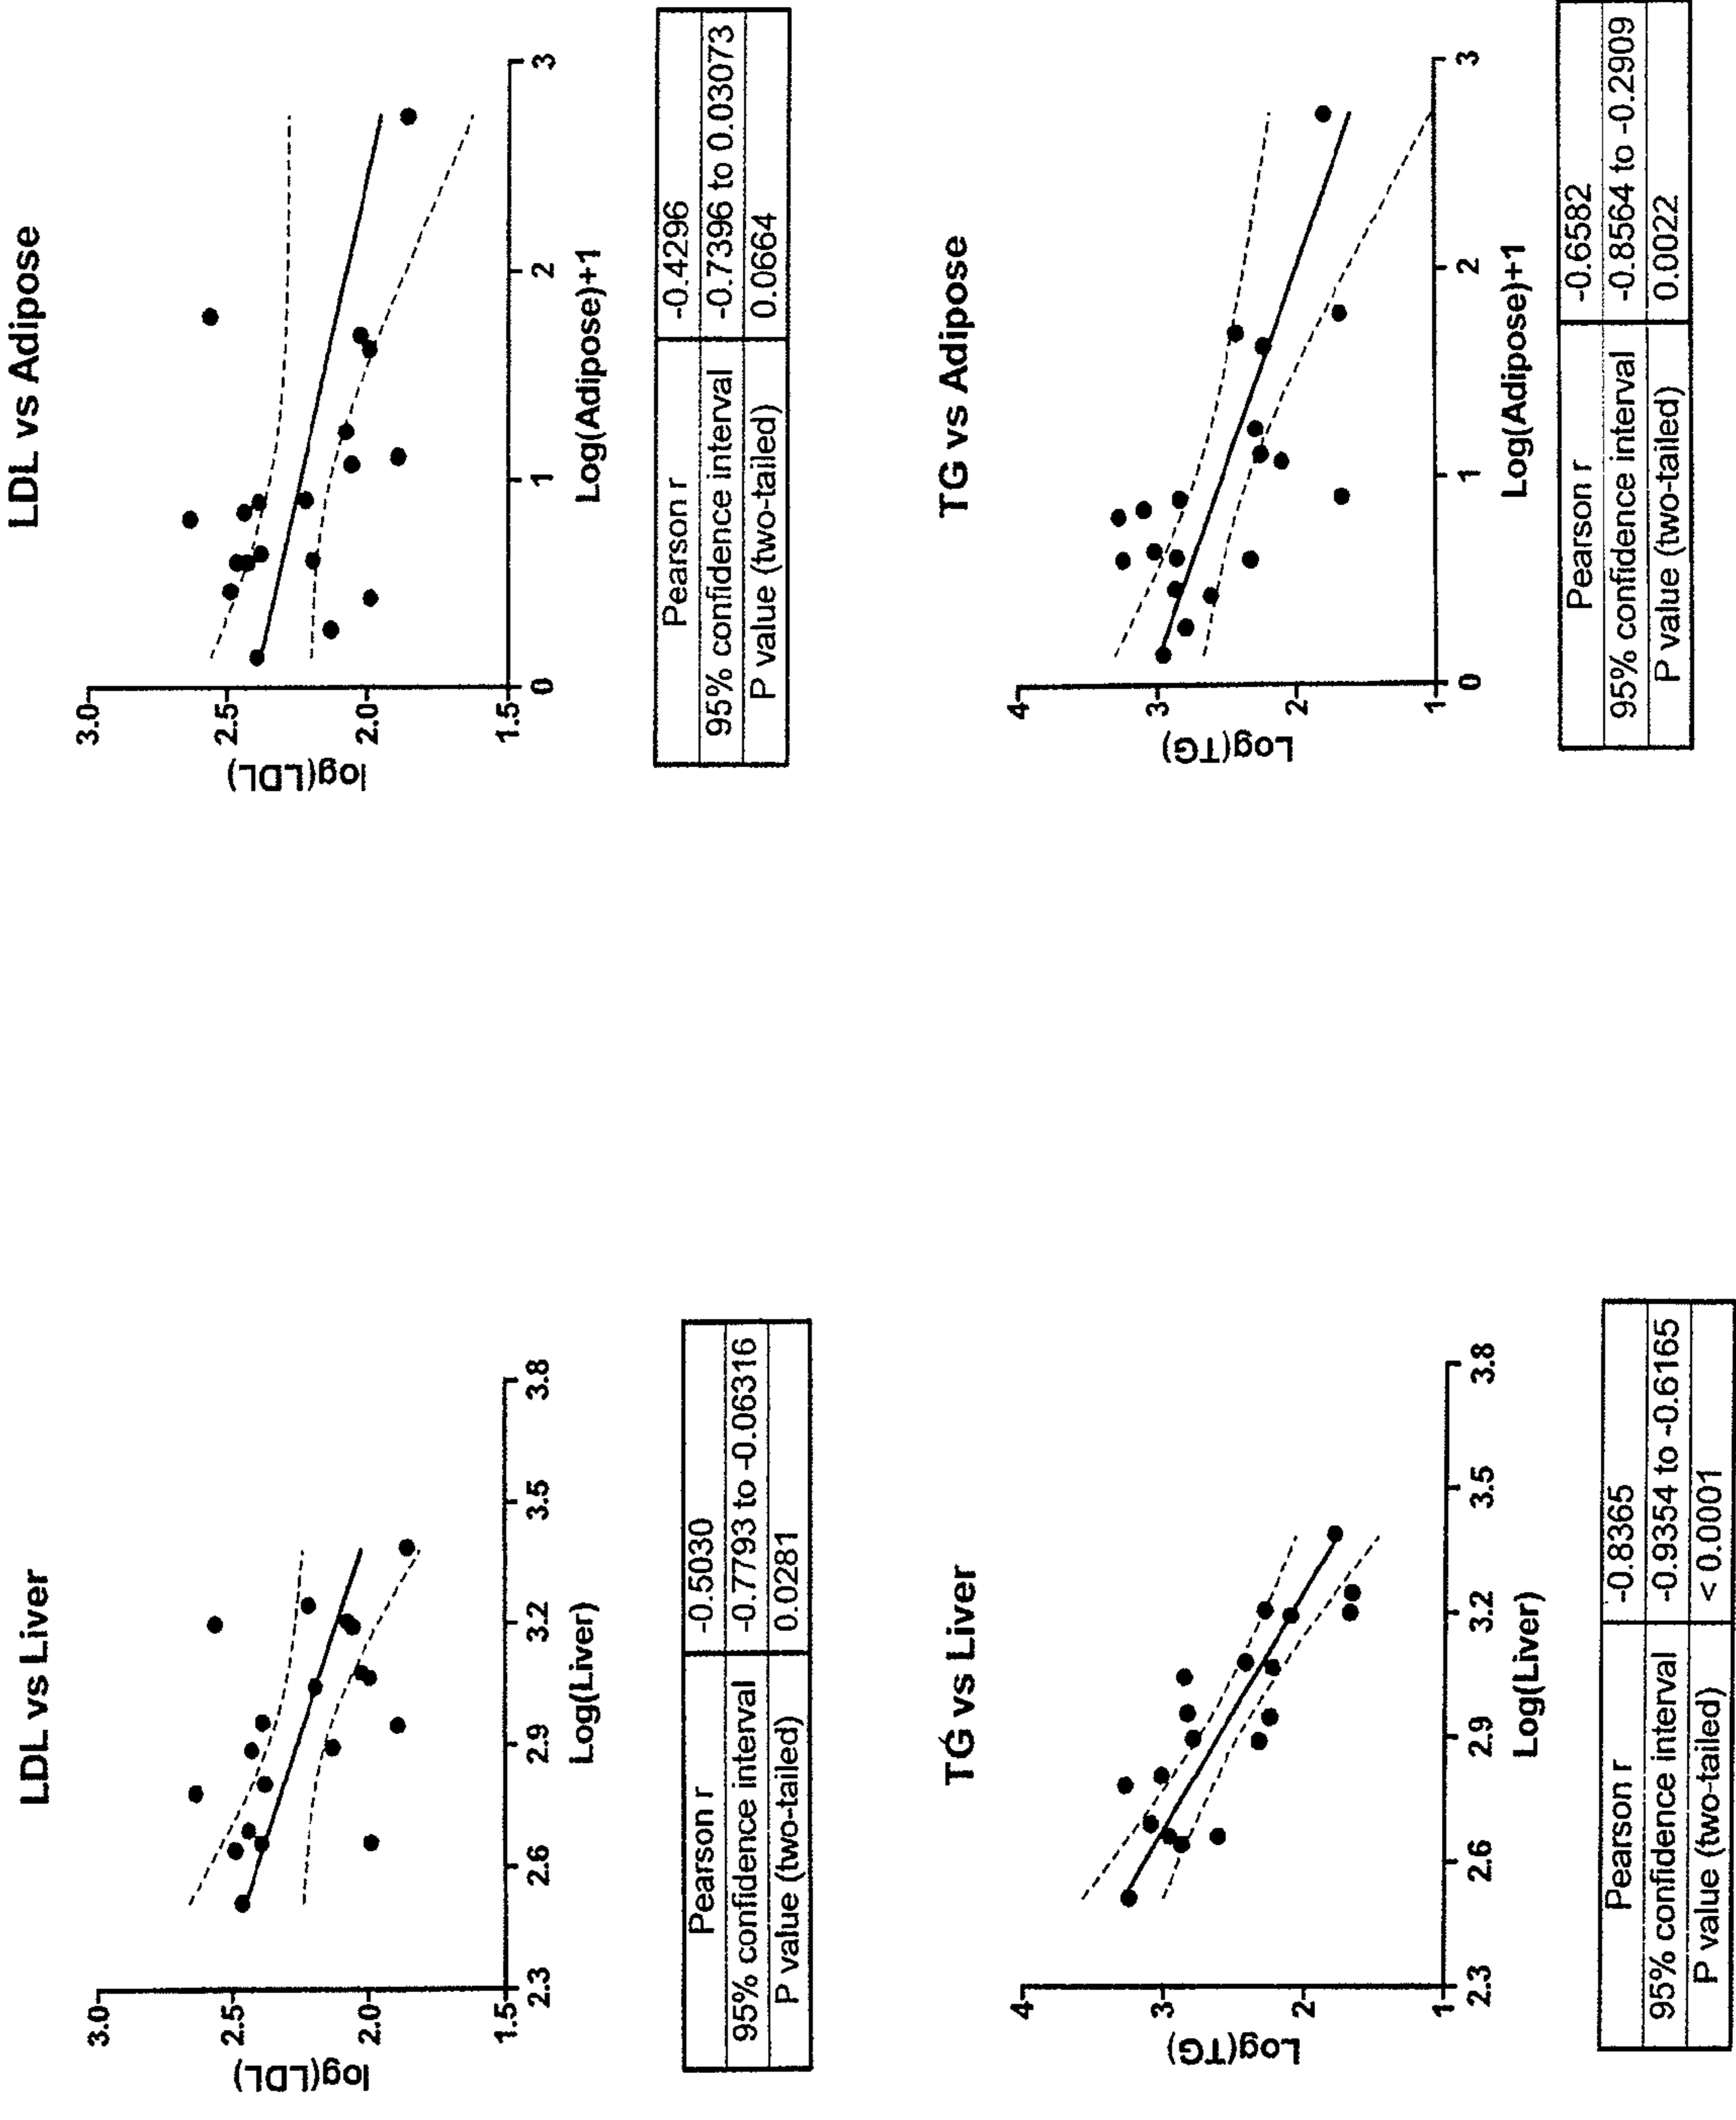 LDL vs Liver
3.0
2.5
2.0
1.5
log(LDL)
2.3 2.6 2.9 3.2 3.5 3.8
Log(Liver)
Pearson r -0.5030
95% confidence interval -0.7793 to -0.06316
P value (two-tailed) 0.0281
LDL vs Adipose
3.0
2.5
2.0
1.5
log(LDL)
0 1 2 3
Log(Adipose)+1
Pearson r -0.4296
95% confidence interval -0.7396 to 0.03073
P value (two-tailed) 0.0664
TG vs Liver
4
3
2
1
Log(TG)
2.3 2.6 2.9 3.2 3.5 3.8
Log(Liver)
Pearson r -0.8365
95% confidence interval -0.9354 to -0.6165
P value (two-tailed) < 0.0001
TG vs Adipose
4
3
2
1
Log(TG)
0 1 2 3
Log(Adipose)+1
Pearson r -0.6582
95% confidence interval -0.8564 to -0.2909
P value (two-tailed) 0.0022